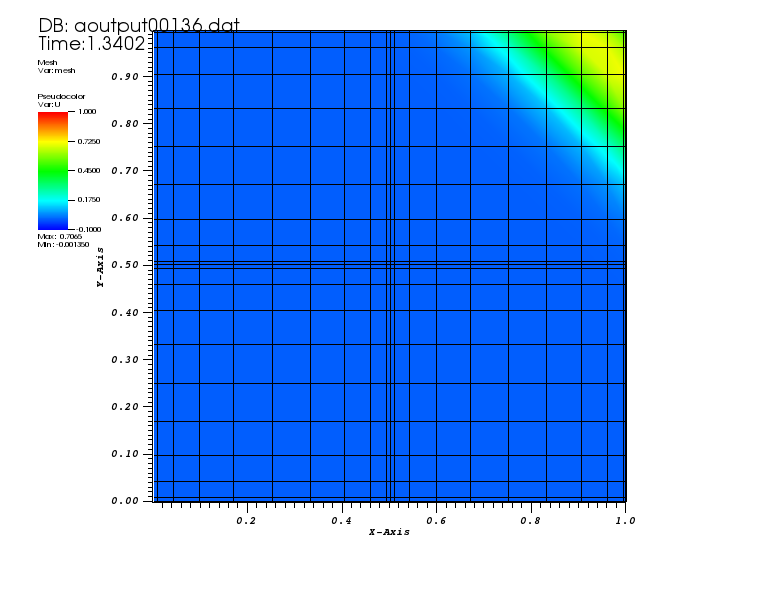 DB: aoutput00136.dat
Time:1.3402
Mesh
Var: mesh
Pseudocolor
Var: U
1.000
0.7250
0.4500
0.1750
-0.1000
Max: 0.7065
Min: -0.001350
Y-Axis
0.90
0.80
0.70
0.60
0.50
0.40
0.30
0.20
0.10
0.00
0.2 0.4 0.6 0.8 1.0
X-Axis